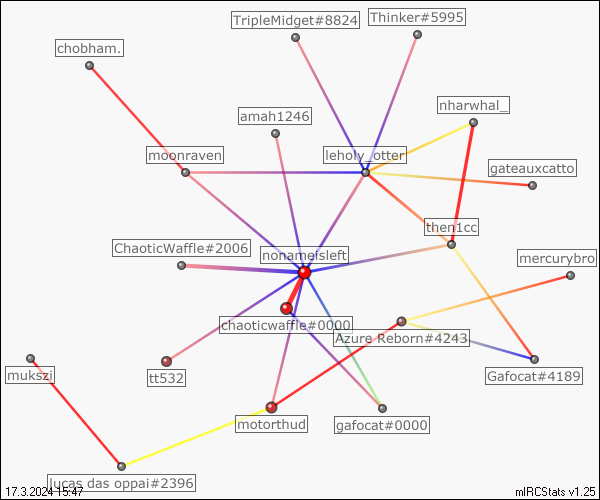 TripleMidget#8824
Thinker#5995
chobham.
nharwhal_
amah1246
moonraven
leholy_otter
gateauxcatto
then1cc
ChaoticWaffle#2006
nonameisleft
mercurybro
chaoticwaffle#0000
Azure Reborn#4243
mukszi
tt532
Gafocat#4189
motorthud
gafocat#0000
lucas das oppai#2396
17.3.2024 15:47
mIRCStats v1.25